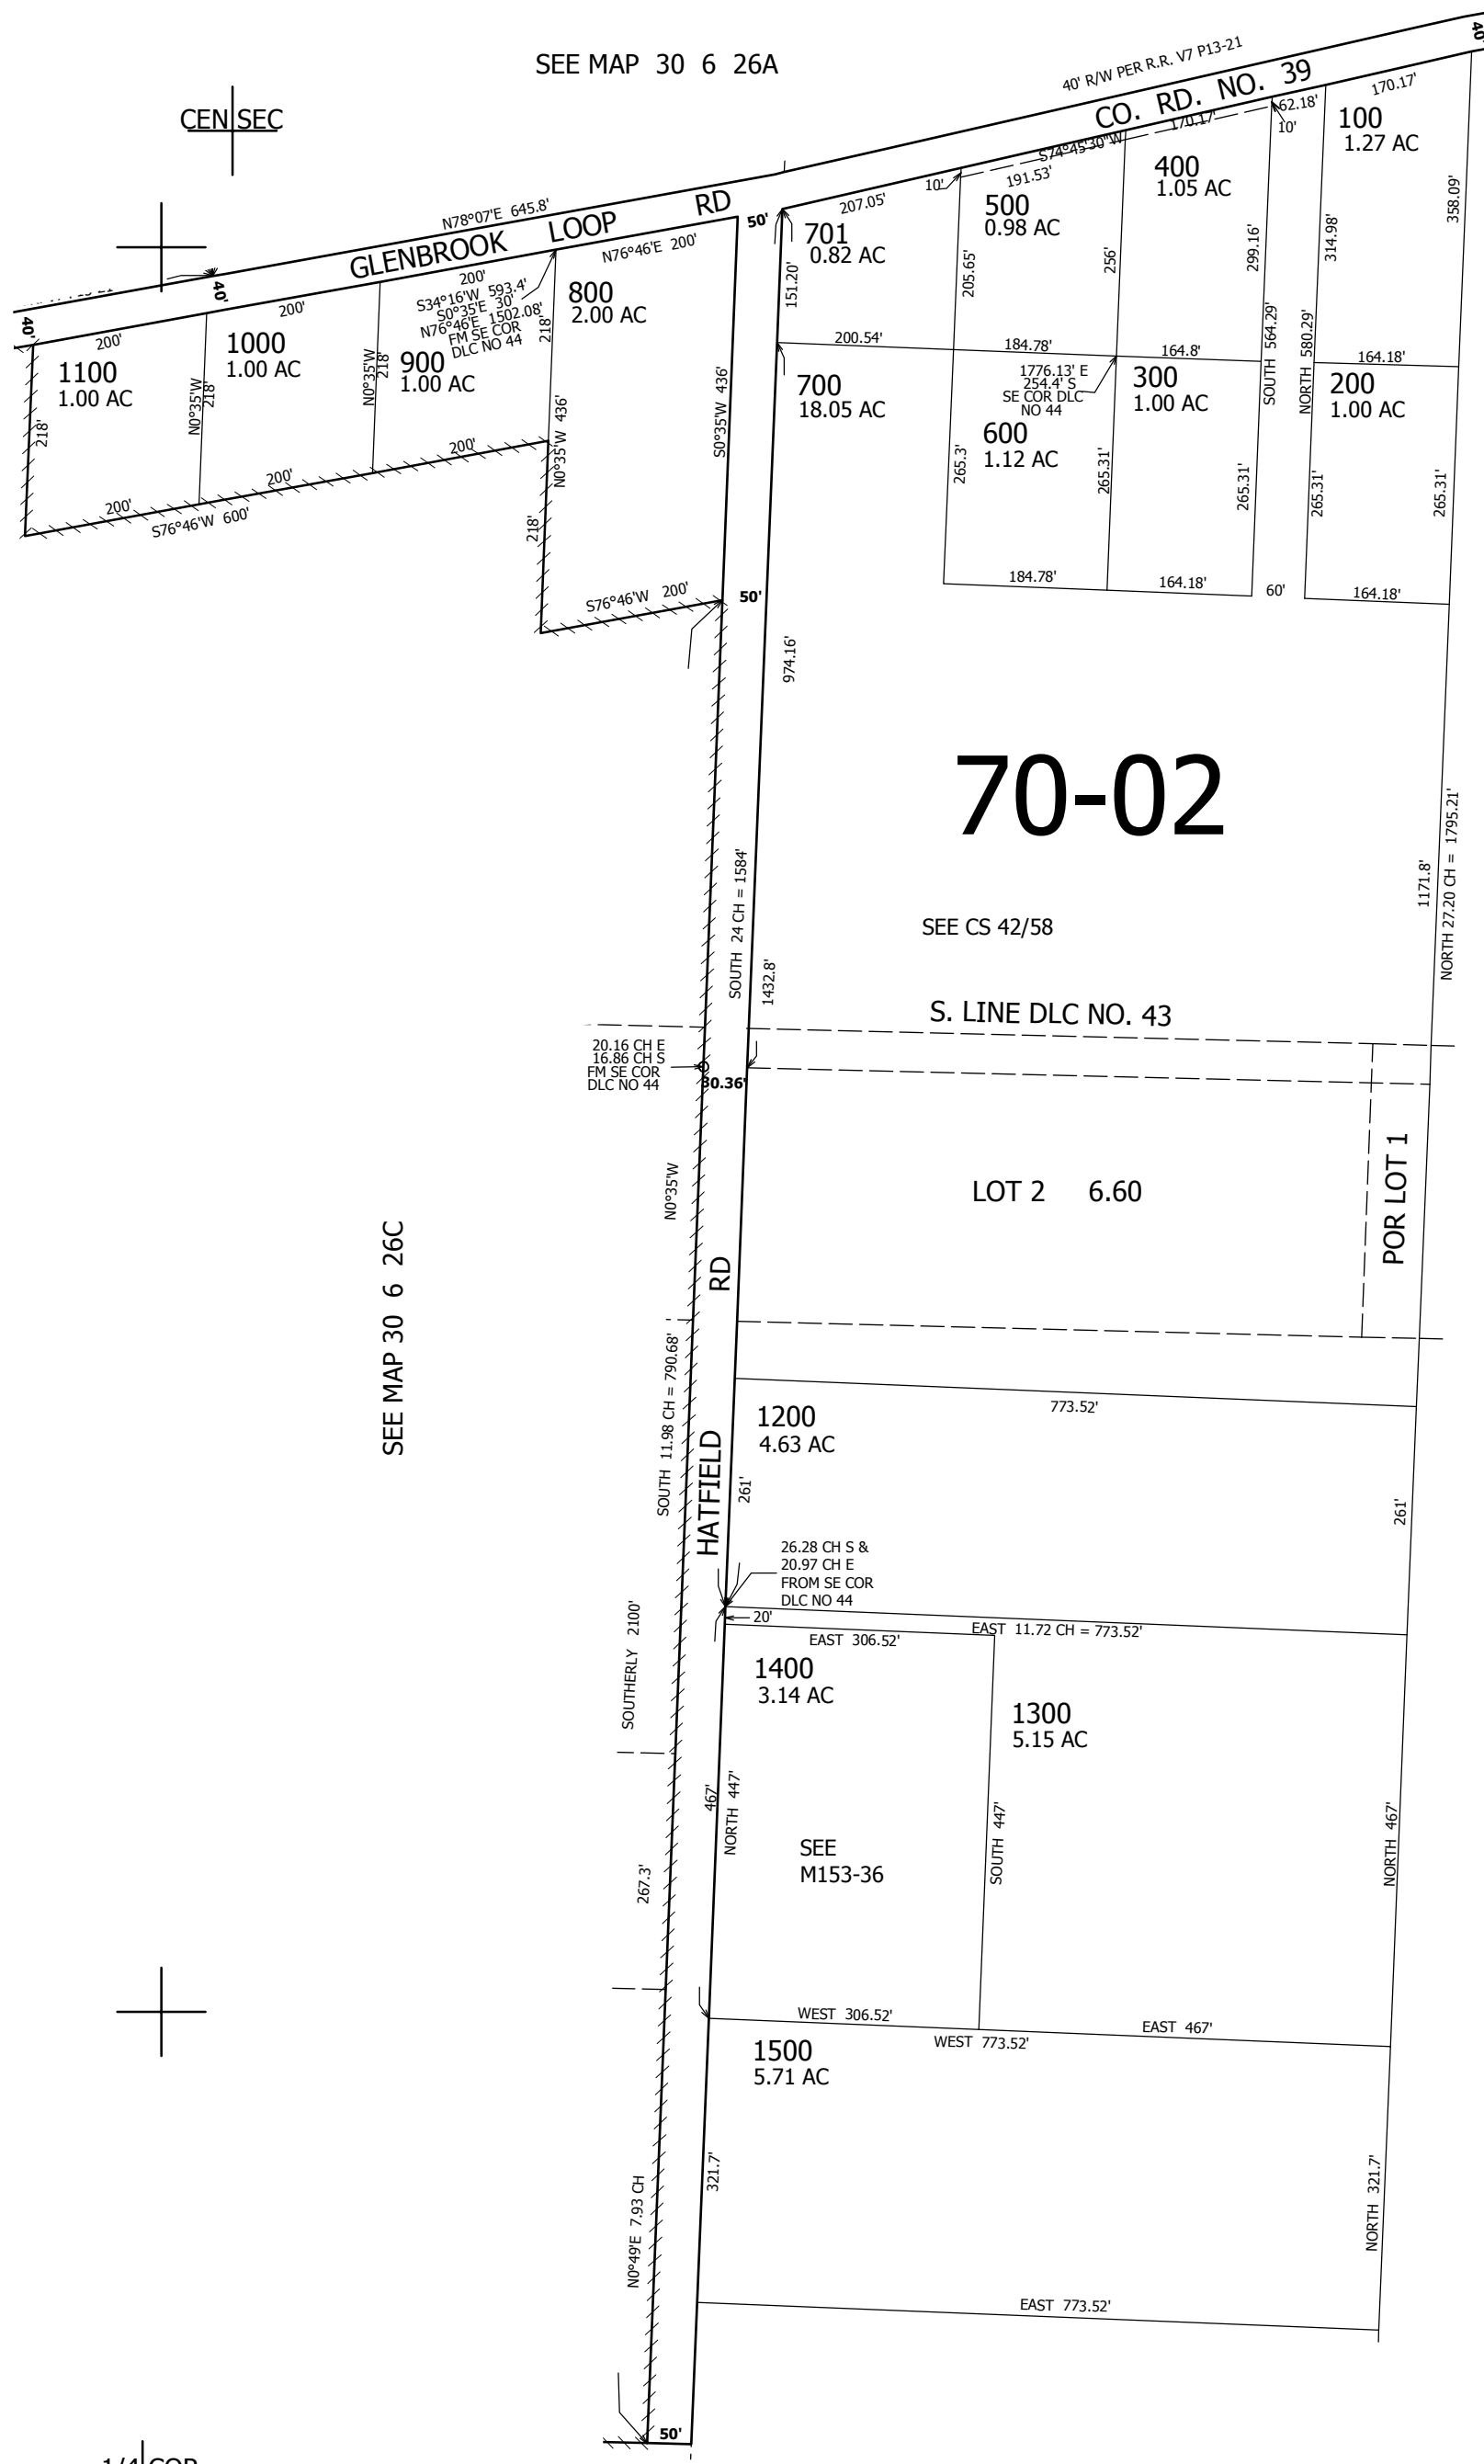 SEE MAP 30 6 26A
CEN SEC
40' R/W PER R.R. V7 P13-21
40'
CO. RD. NO. 39
170.17'
62.18'
10'
100
1.27 AC
170.17'
S74°45'30"W
191.53'
400
1.05 AC
358.09'
N78°07'E 645.8'
GLENBROOK LOOP RD
50'
207.05'
10'
500
0.98 AC
701
0.82 AC
N76°46'E 200'
151.20'
205.65'
256'
299.16'
314.98'
40'
40'
200'
200'
200'
S34°16'W 593.4'
S0°35'E 30'
N76°46'E 1502.08'
FM SE COR
DLC NO 44
800
2.00 AC
218'
1100
1.00 AC
1000
1.00 AC
900
1.00 AC
218'
N0°35'W
218'
N0°35'W
218'
200'
200'
200'
S76°46'W 600'
N0°35'W 436'
218'
S0°35'W 436'
S76°46'W 200'
50'
200.54'
184.78'
164.8'
164.18'
SOUTH 564.29'
NORTH 580.29'
700
18.05 AC
1776.13' E
254.4' S
SE COR DLC
NO 44
300
1.00 AC
200
1.00 AC
600
1.12 AC
265.3'
265.31'
265.31'
265.31'
265.31'
184.78'
164.18'
60'
164.18'
974.16'
70-02
SOUTH 24 CH = 1584'
1432.8'
1171.8'
NORTH 27.20 CH = 1795.21'
SEE CS 42/58
S. LINE DLC NO. 43
20.16 CH E
16.86 CH S
FM SE COR
DLC NO 44
30.36'
N0°35'W
LOT 2 6.60
POR LOT 1
SEE MAP 30 6 26C
HATFIELD RD
SOUTH 11.98 CH = 790.68'
773.52'
1200
4.63 AC
261'
261'
26.28 CH S &
20.97 CH E
FROM SE COR
DLC NO 44
20'
EAST 11.72 CH = 773.52'
EAST 306.52'
SOUTHERLY 2100'
1400
3.14 AC
1300
5.15 AC
467'
NORTH 447'
SOUTH 447'
NORTH 467'
SEE
M153-36
267.3'
WEST 306.52'
EAST 467'
WEST 773.52'
1500
5.71 AC
321.7'
NORTH 321.7'
N0°49'E 7.93 CH
EAST 773.52'
50'
1/4 COR